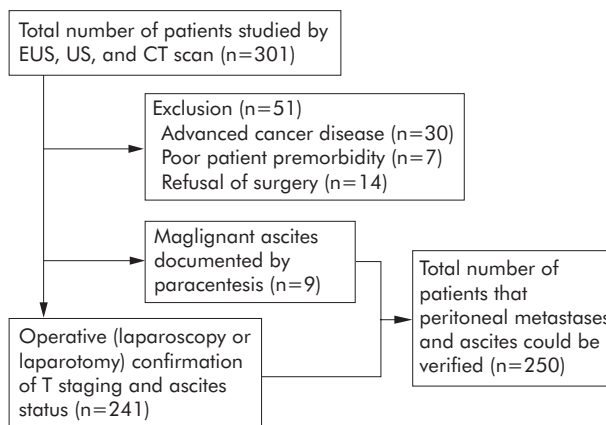 Total number of patients studied by
EUS, US, and CT scan (n=301)
Exclusion (n=51)
Advanced cancer disease (n=30)
Poor patient premorbidity (n=7)
Refusal of surgery (n=14)
Maglignant ascites
documented by
paracentesis (n=9)
Total number of
patients that
peritoneal metastases
and ascites could be
verified (n=250)
Operative (laparoscopy or
laparotomy) confirmation
of T staging and ascites
status (n=241)